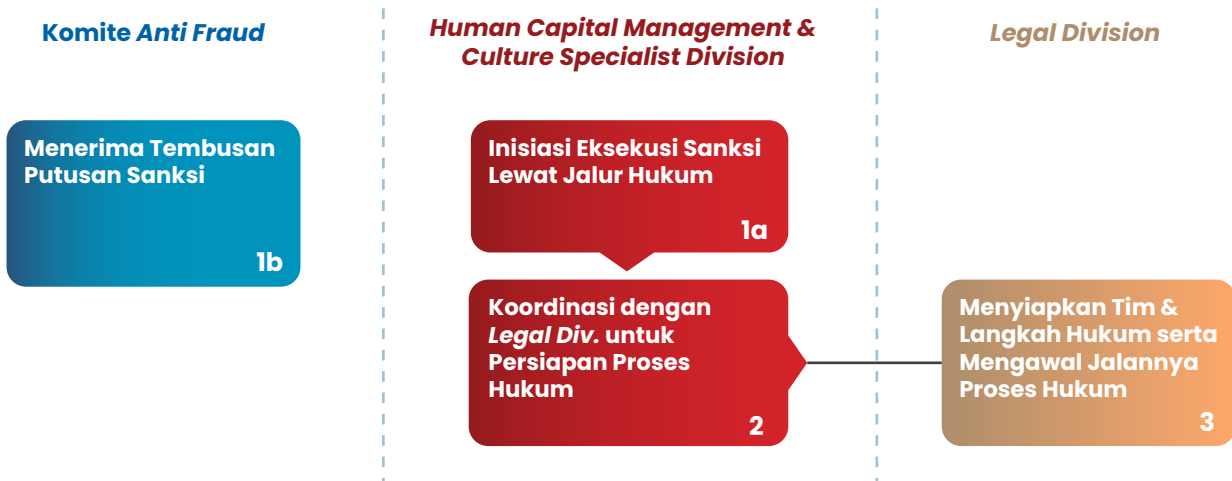 Komite Anti Fraud
Menerima Tembusan
Putusan Sanksi
1b
Human Capital Management &
Culture Specialist Division
Inisiasi Eksekusi Sanksi
Lewat Jalur Hukum
1a
Koordinasi dengan
Legal Div. untuk
Persiapan Proses
Hukum
2
Legal Division
Menyiapkan Tim &
Langkah Hukum serta
Mengawal Jalannya
Proses Hukum
3